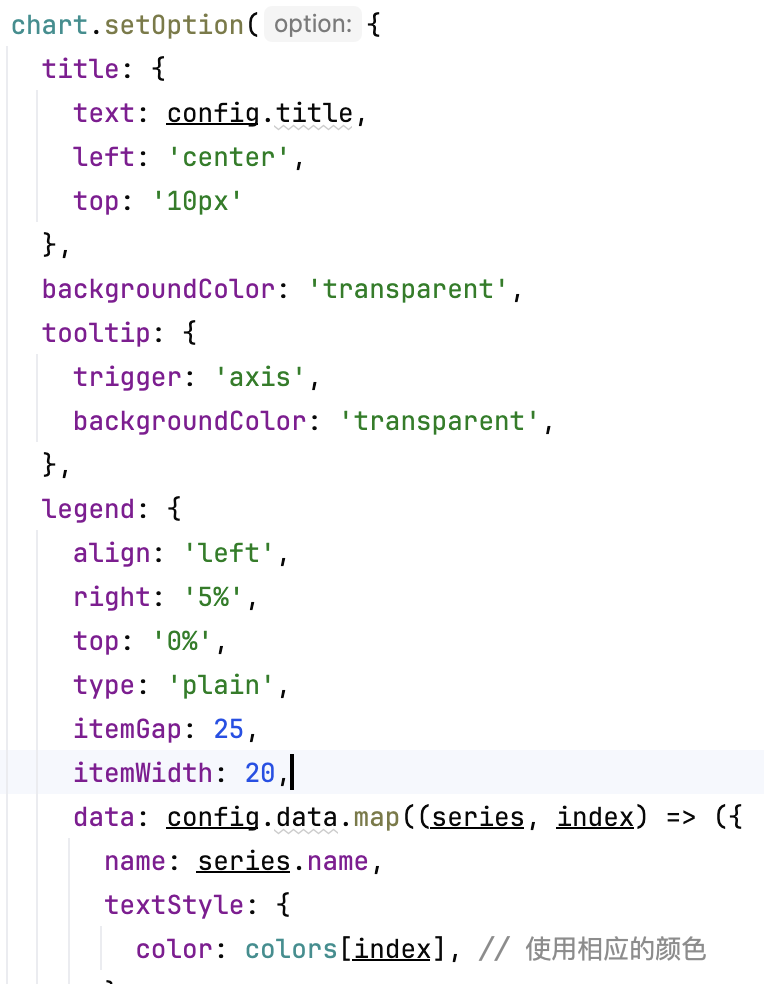 chart.setOption( option: {
title: {
text: config.title,
left: 'center',
top: '10px'
},
backgroundColor: 'transparent',
tooltip: {
trigger: 'axis',
backgroundColor: 'transparent',
},
legend: {
align: 'left',
right: '5%',
top: '0%',
type: 'plain',
itemGap: 25,
itemWidth: 20,
data: config.data.map((series, index) => ({
name: series.name,
textStyle: {
color: colors[index], // 使用相应的颜色